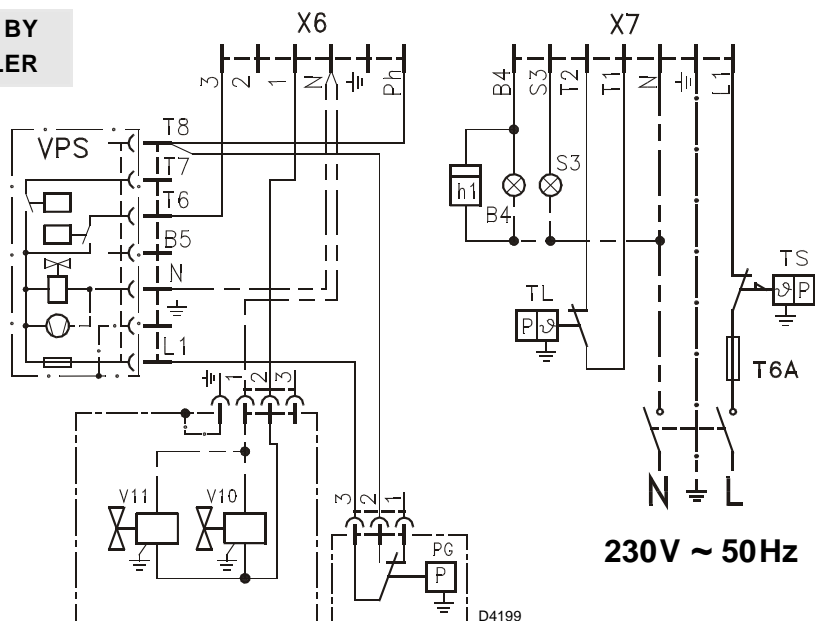 BY
LER
X6
X7
3
2
1
N
Ph
B4
S3
T2
T1
N
L1
VPS
T8
T7
T6
B5
N
L1
h1
B4
S3
TL
P ϑ
TS
ϑ P
T6A
1
2
3
V11
V10
3
2
1
PG
P
N
L
230V ~ 50Hz
D4199